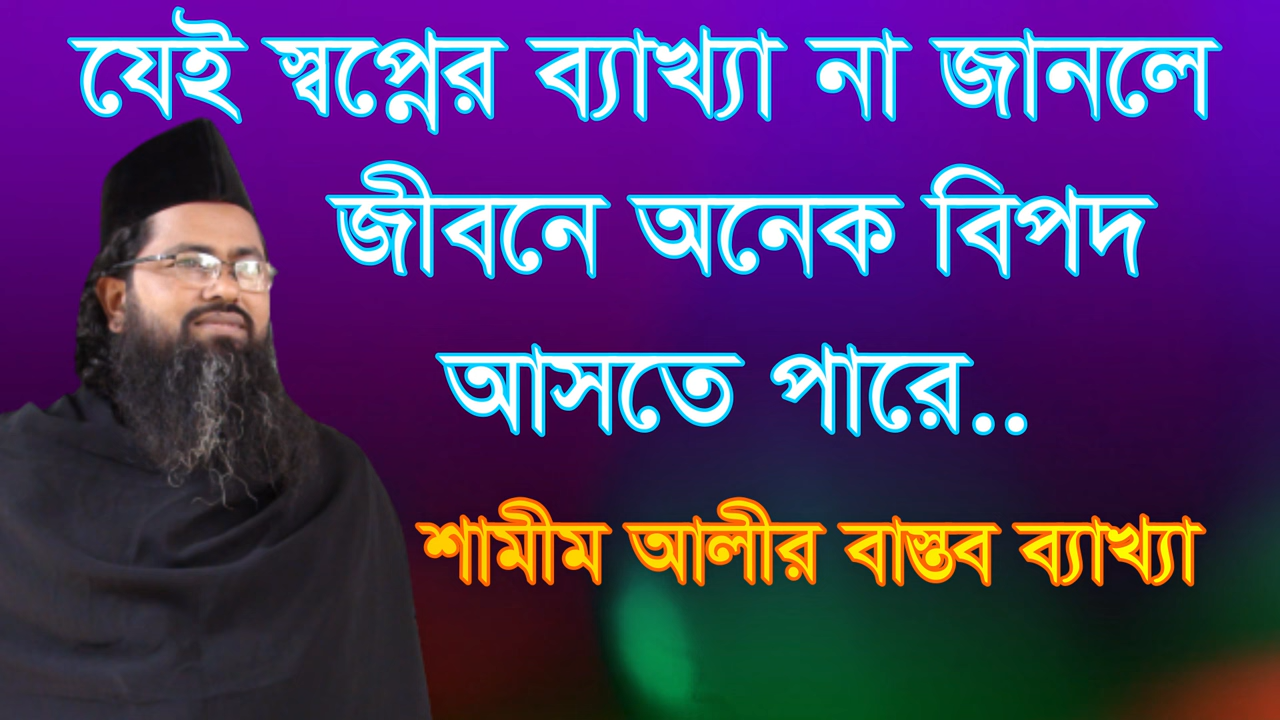 যেই স্বপ্নের ব্যাখ্যা না জানলে
জীবনে অনেক বিপদ
আসতে পারে..
শামীম আলীর বাস্তব ব্যাখ্যা